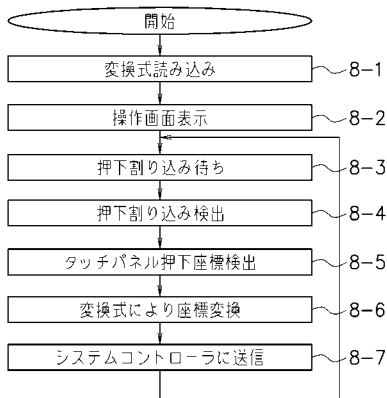 開始
変換式読み込み 8-1
操作画面表示 8-2
押下割り込み待ち 8-3
押下割り込み検出 8-4
タッチパネル押下座標検出 8-5
変換式により座標変換 8-6
システムコントローラに送信 8-7